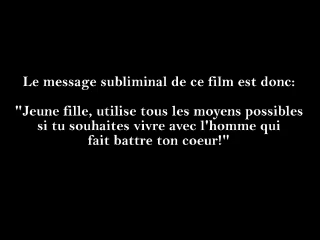 Le message subliminal de ce film est donc:
"Jeune fille, utilise tous les moyens possibles
si tu souhaites vivre avec l'homme qui
fait battre ton coeur!"